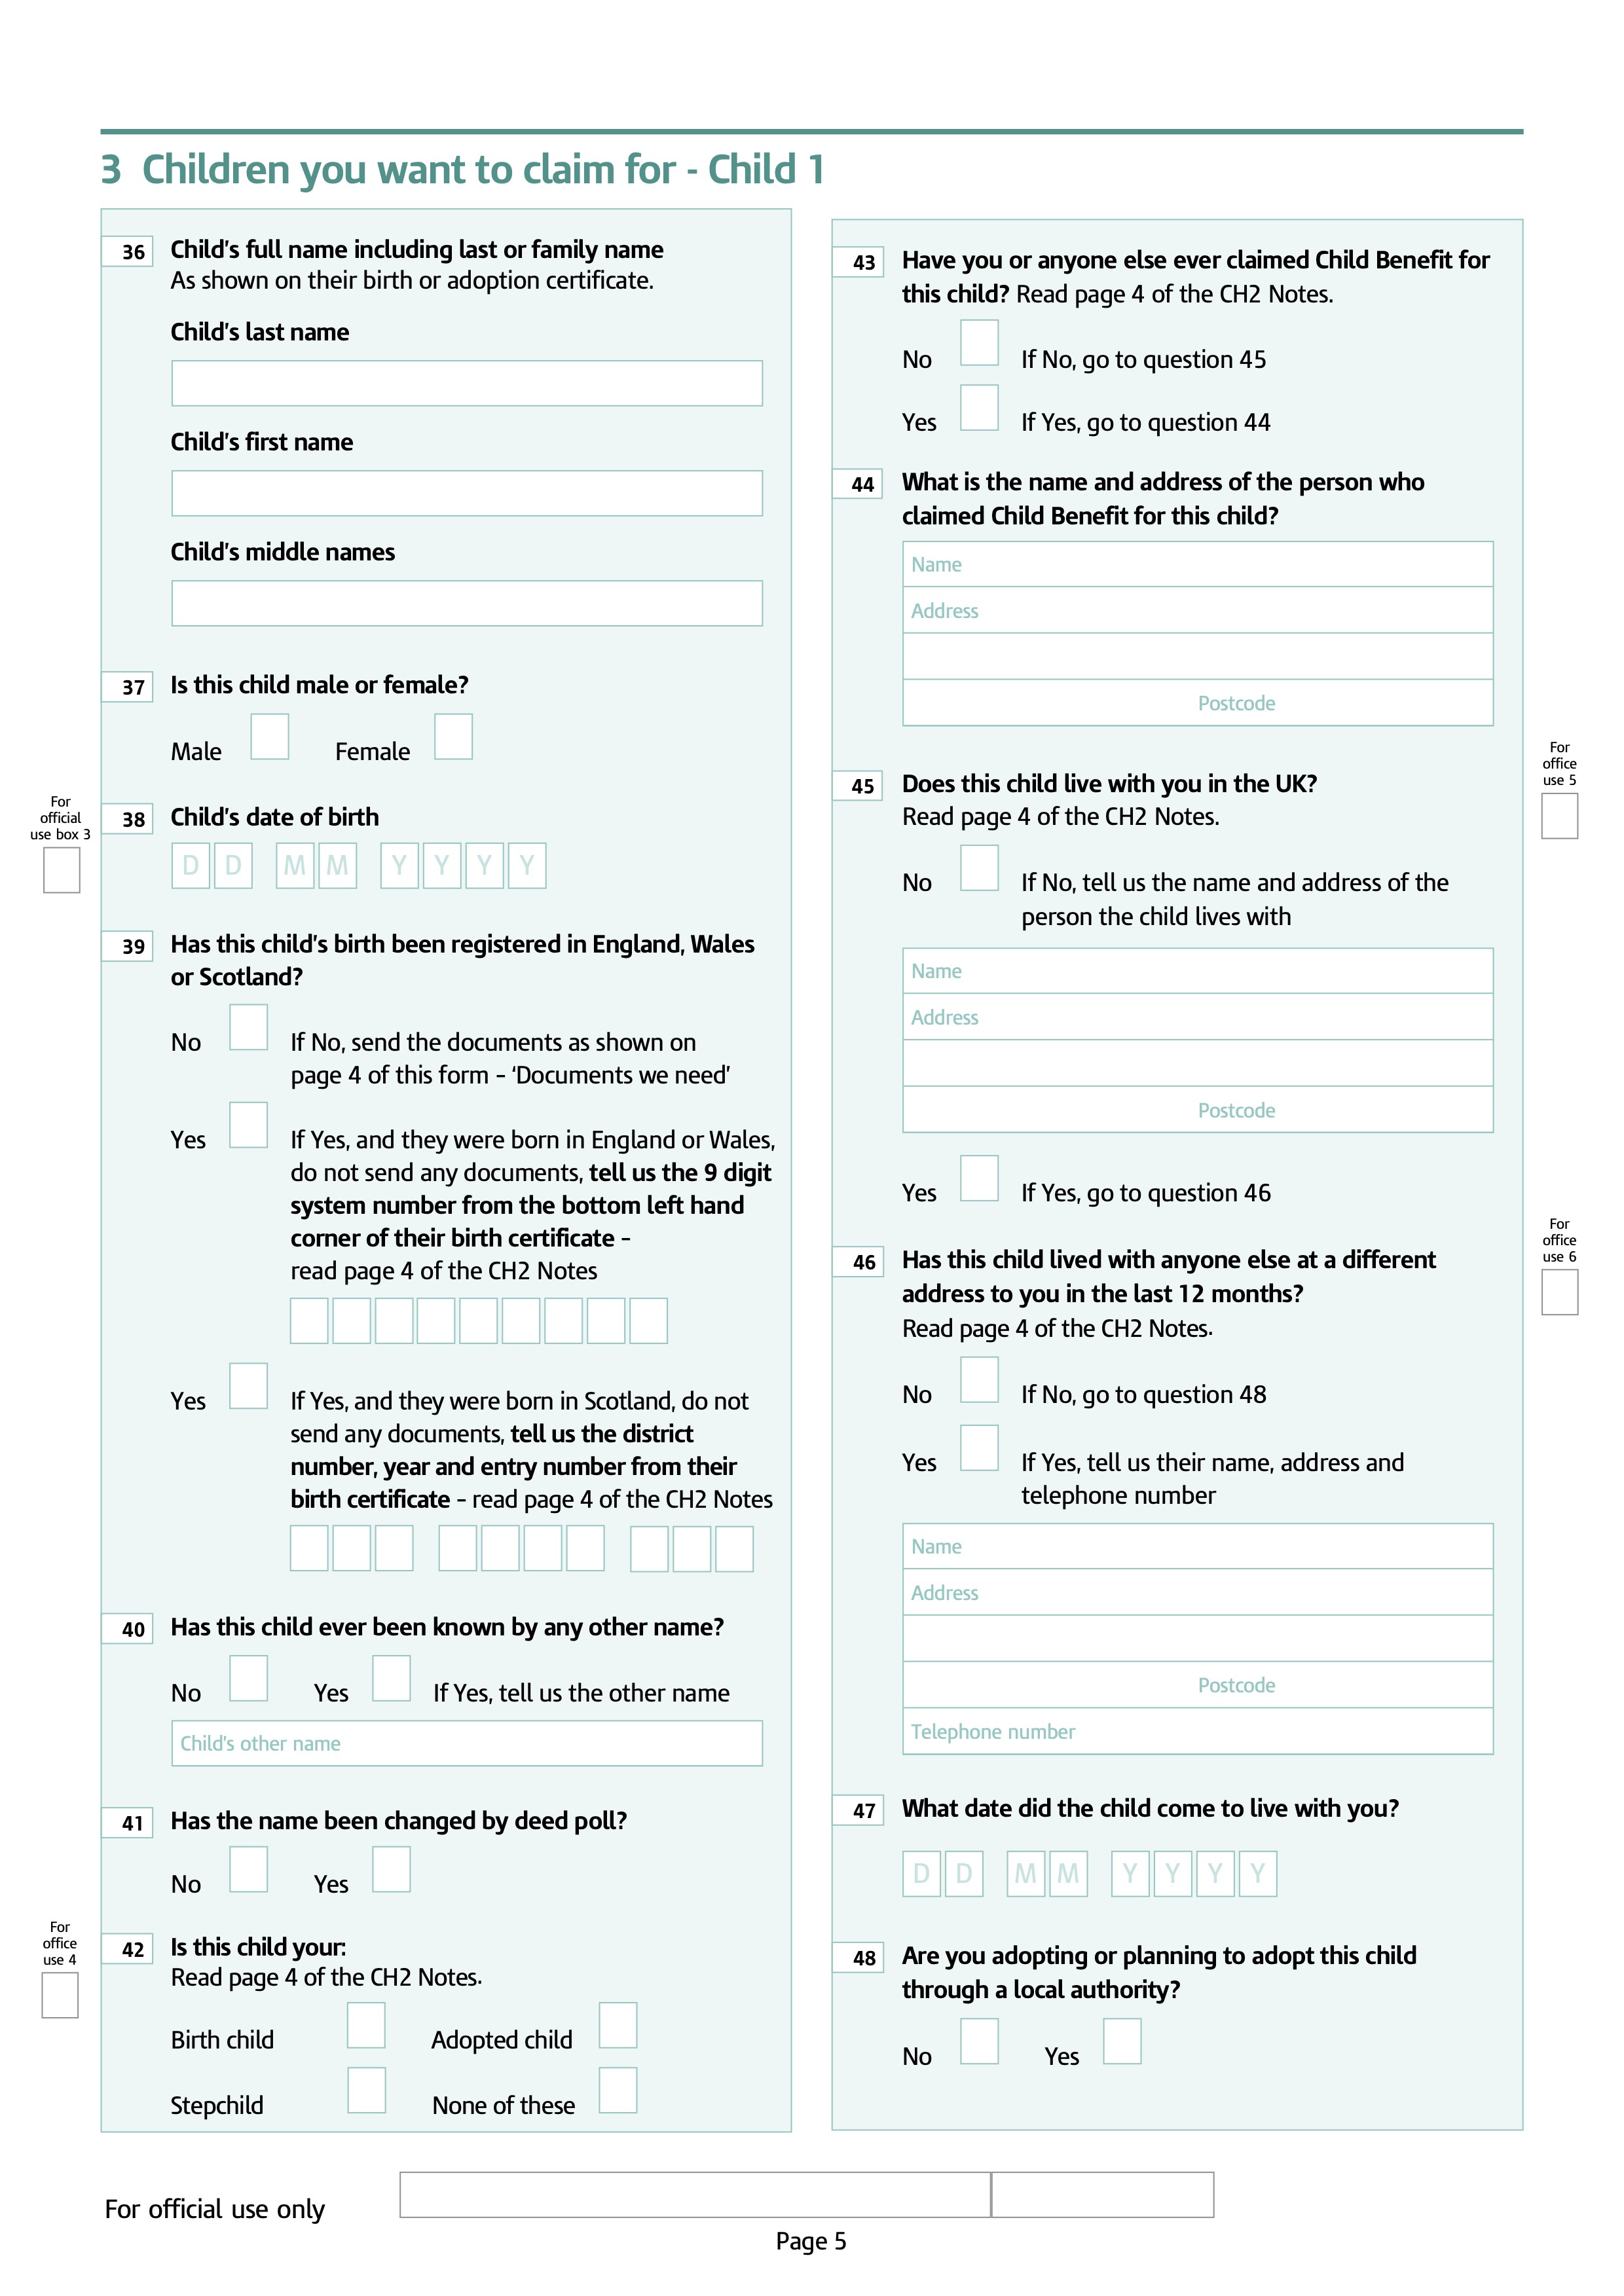 3 Children you want to claim for - Child 1
36 Child's full name including last or family name
As shown on their birth or adoption certificate.
Child's last name
Child's first name
Child's middle names
37 Is this child male or female?
Male Female
For
official
use box 3
38 Child's date of birth
D D M M Y Y Y Y
39 Has this child's birth been registered in England, Wales
or Scotland?
No If No, send the documents as shown on
page 4 of this form – ‘Documents we need’
Yes If Yes, and they were born in England or Wales,
do not send any documents, tell us the 9 digit
system number from the bottom left hand
corner of their birth certificate –
read page 4 of the CH2 Notes
Yes If Yes, and they were born in Scotland, do not
send any documents, tell us the district
number, year and entry number from their
birth certificate – read page 4 of the CH2 Notes
40 Has this child ever been known by any other name?
No Yes If Yes, tell us the other name
Child's other name
41 Has the name been changed by deed poll?
No Yes
For
office
use 4
42 Is this child your:
Read page 4 of the CH2 Notes.
Birth child Adopted child
Stepchild None of these
43 Have you or anyone else ever claimed Child Benefit for
this child? Read page 4 of the CH2 Notes.
No If No, go to question 45
Yes If Yes, go to question 44
44 What is the name and address of the person who
claimed Child Benefit for this child?
Name
Address
Postcode
For
office
use 5
45 Does this child live with you in the UK?
Read page 4 of the CH2 Notes.
No If No, tell us the name and address of the
person the child lives with
Name
Address
Postcode
Yes If Yes, go to question 46
For
office
use 6
46 Has this child lived with anyone else at a different
address to you in the last 12 months?
Read page 4 of the CH2 Notes.
No If No, go to question 48
Yes If Yes, tell us their name, address and
telephone number
Name
Address
Postcode
Telephone number
47 What date did the child come to live with you?
D D M M Y Y Y Y
48 Are you adopting or planning to adopt this child
through a local authority?
No Yes
For official use only
Page 5